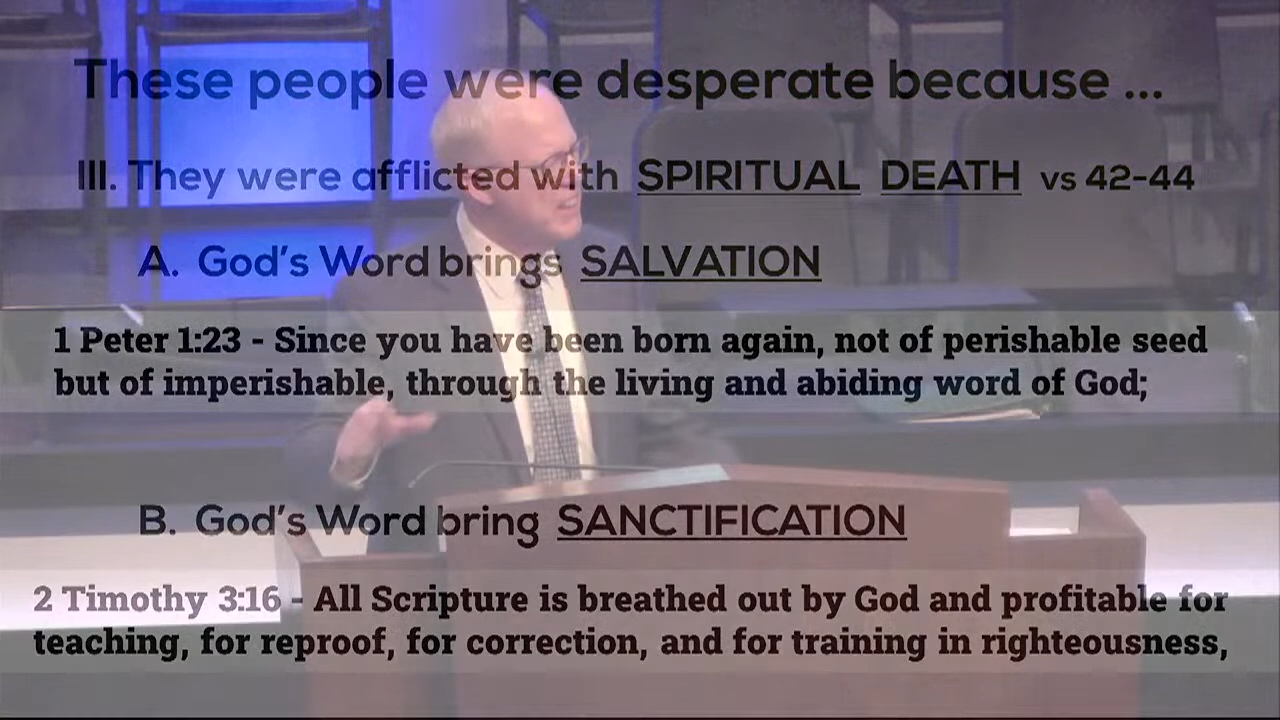 These people were desperate because ...
III. They were afflicted with SPIRITUAL DEATH vs 42-44
A. God's Word brings SALVATION
1 Peter 1:23 - Since you have been born again, not of perishable seed
but of imperishable, through the living and abiding word of God;
B. God's Word bring SANCTIFICATION
2 Timothy 3:16 - All Scripture is breathed out by God and profitable for
teaching, for reproof, for correction, and for training in righteousness,